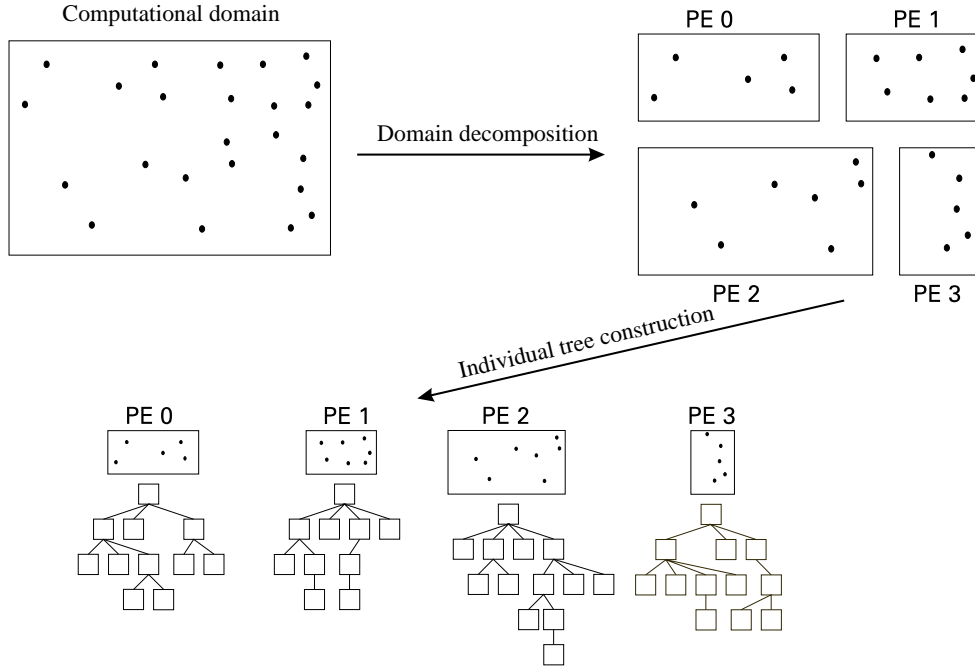 Computational domain
PE 0
PE 1
Domain decomposition
PE 2
PE 3
Individual tree construction
PE 0
PE 1
PE 2
PE 3